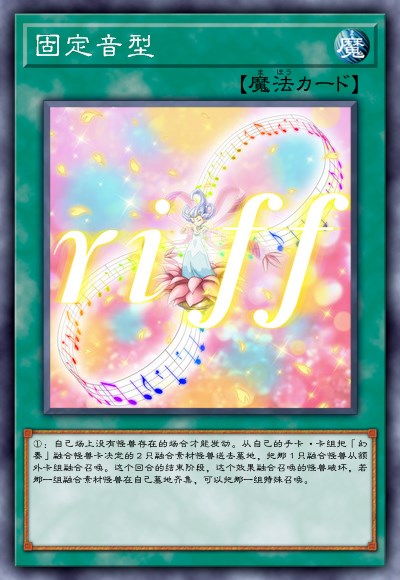 固定音型
魔
【魔法カード】
まほう
riff
①：自己场上没有怪兽存在的场合才能发动。从自己的手卡·卡组把「幻
奏」融合怪兽卡决定的２只融合素材怪兽送去墓地，把那１只融合怪兽从额
外卡组融合召唤。这个回合的结束阶段，这个效果融合召唤的怪兽破坏，若
那一组融合素材怪兽在自己墓地齐集，可以把那一组特殊召唤。